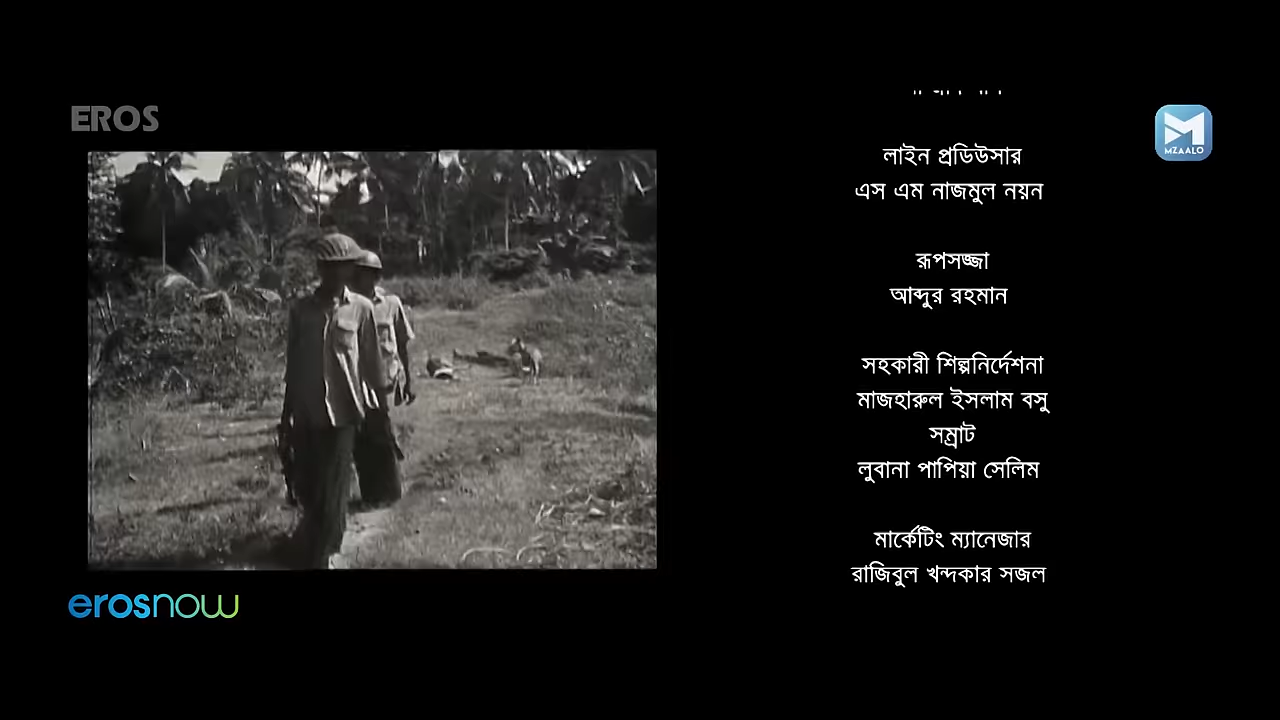 EROS
MZAALO
লাইন প্রডিউসার
এস এম নাজমুল নয়ন
রূপসজ্জা
আব্দুর রহমান
সহকারী শিল্পনির্দেশনা
মাজহারুল ইসলাম বসু
সম্রাট
লুবানা পাপিয়া সেলিম
মার্কেটিং ম্যানেজার
রাজিবুল খন্দকার সজল
erosnow